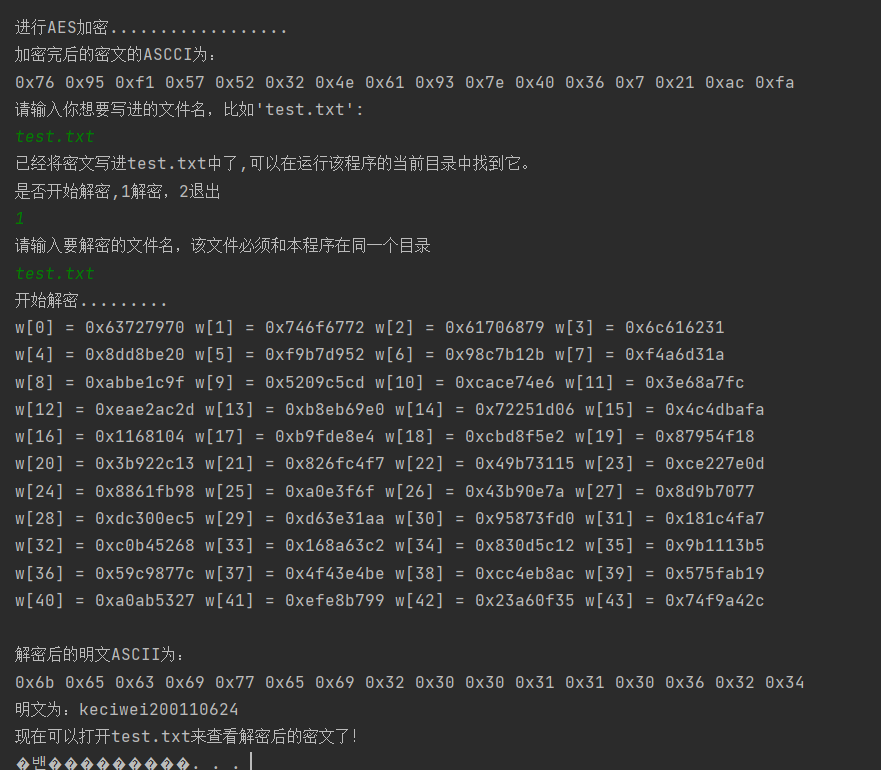 进行AES加密..................
加密完后的密文的ASCCI为：
0x76 0x95 0xf1 0x57 0x52 0x32 0x4e 0x61 0x93 0x7e 0x40 0x36 0x7 0x21 0xac 0xfa
请输入你想要写进的文件名，比如'test.txt':
test.txt
已经将密文写进test.txt中了,可以在运行该程序的当前目录中找到它。
是否开始解密,1解密，2退出
1
请输入要解密的文件名，该文件必须和本程序在同一个目录
test.txt
开始解密.........
w[0] = 0x63727970 w[1] = 0x746f6772 w[2] = 0x61706879 w[3] = 0x6c616231
w[4] = 0x8dd8be20 w[5] = 0xf9b7d952 w[6] = 0x98c7b12b w[7] = 0xf4a6d31a
w[8] = 0xabbe1c9f w[9] = 0x5209c5cd w[10] = 0xcace74e6 w[11] = 0x3e68a7fc
w[12] = 0xeae2ac2d w[13] = 0xb8eb69e0 w[14] = 0x72251d06 w[15] = 0x4c4dbafa
w[16] = 0x1168104 w[17] = 0xb9fde8e4 w[18] = 0xcbd8f5e2 w[19] = 0x87954f18
w[20] = 0x3b922c13 w[21] = 0x826fc4f7 w[22] = 0x49b73115 w[23] = 0xce227e0d
w[24] = 0x8861fb98 w[25] = 0xa0e3f6f w[26] = 0x43b90e7a w[27] = 0x8d9b7077
w[28] = 0xdc300ec5 w[29] = 0xd63e31aa w[30] = 0x95873fd0 w[31] = 0x181c4fa7
w[32] = 0xc0b45268 w[33] = 0x168a63c2 w[34] = 0x830d5c12 w[35] = 0x9b1113b5
w[36] = 0x59c9877c w[37] = 0x4f43e4be w[38] = 0xcc4eb8ac w[39] = 0x575fab19
w[40] = 0xa0ab5327 w[41] = 0xefe8b799 w[42] = 0x23a60f35 w[43] = 0x74f9a42c
解密后的明文ASCII为：
0x6b 0x65 0x63 0x69 0x77 0x65 0x69 0x32 0x30 0x30 0x31 0x31 0x30 0x36 0x32 0x34
明文为：keciwei200110624
现在可以打开test.txt来查看解密后的密文了!